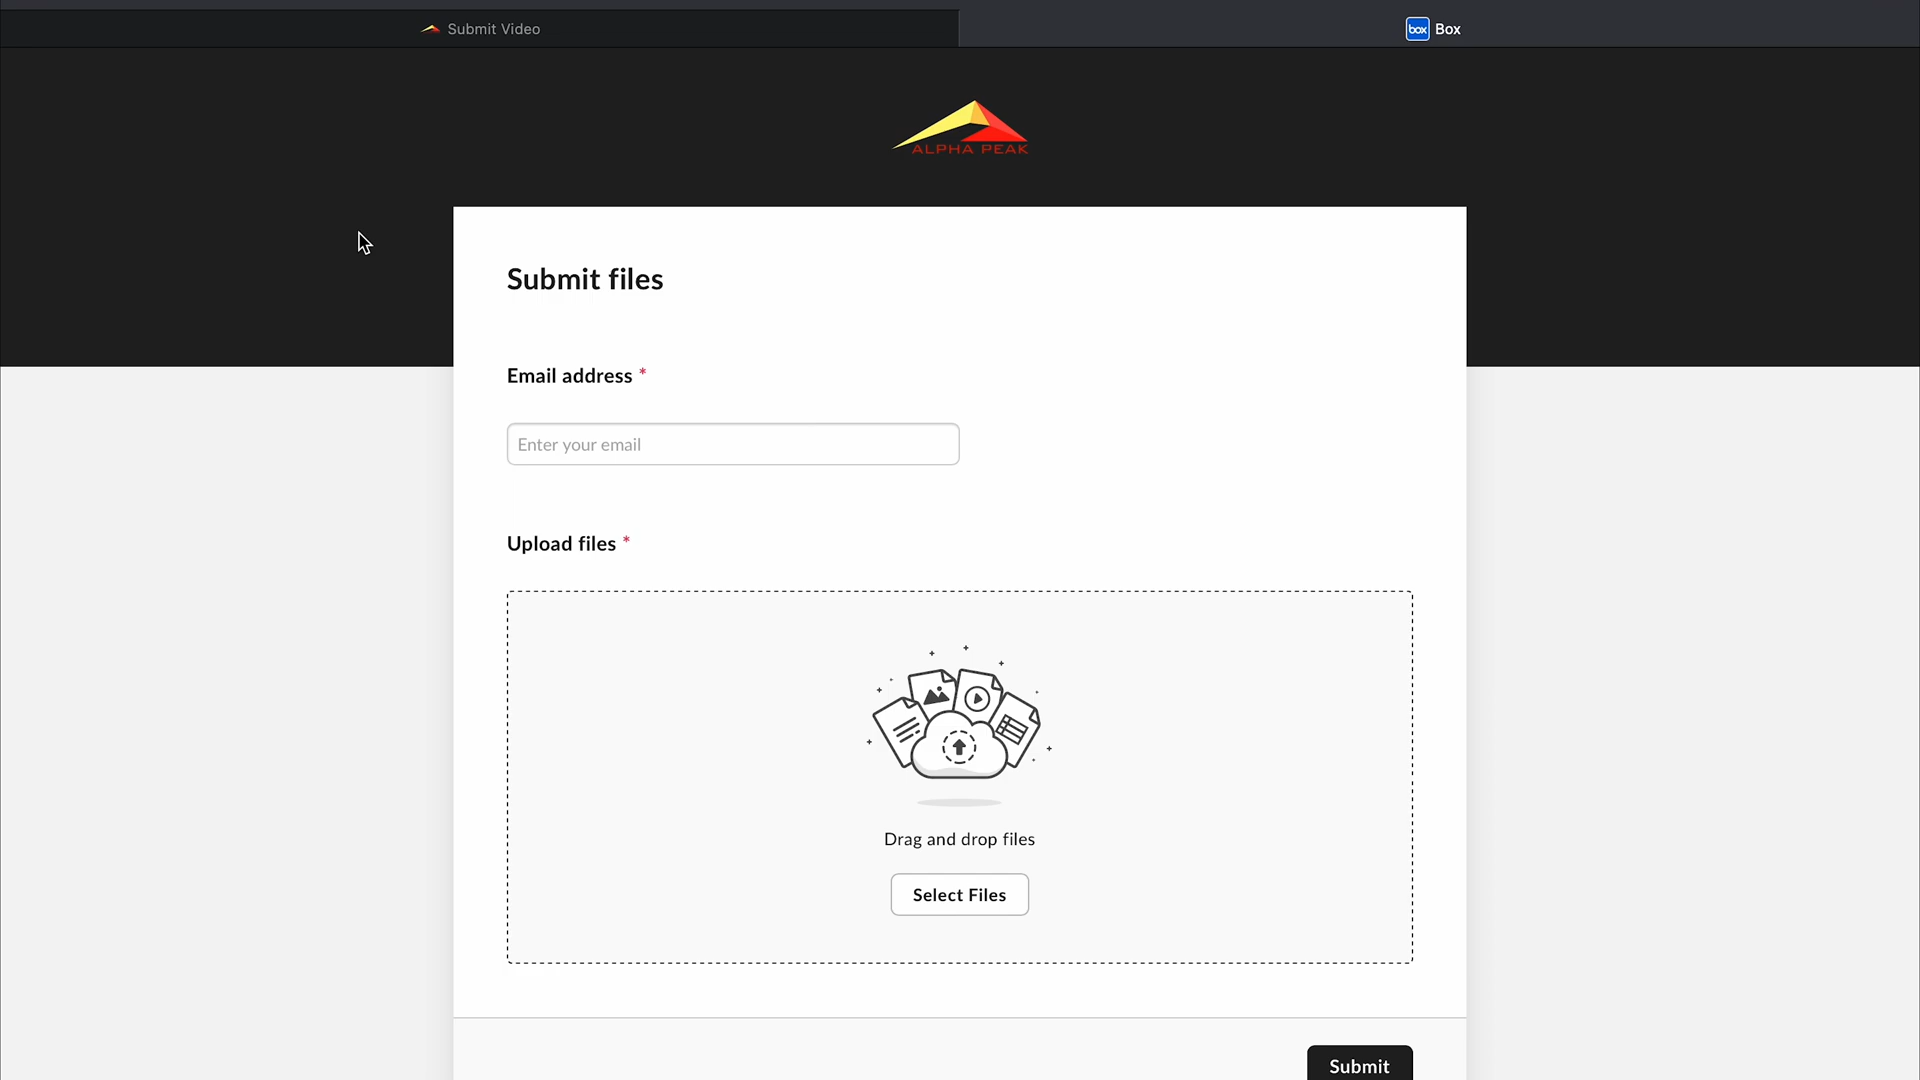 Submit Video
box Box
ALPHA PEAK
Submit files
Email address *
Enter your email
Upload files *
Drag and drop files
Select Files
Submit